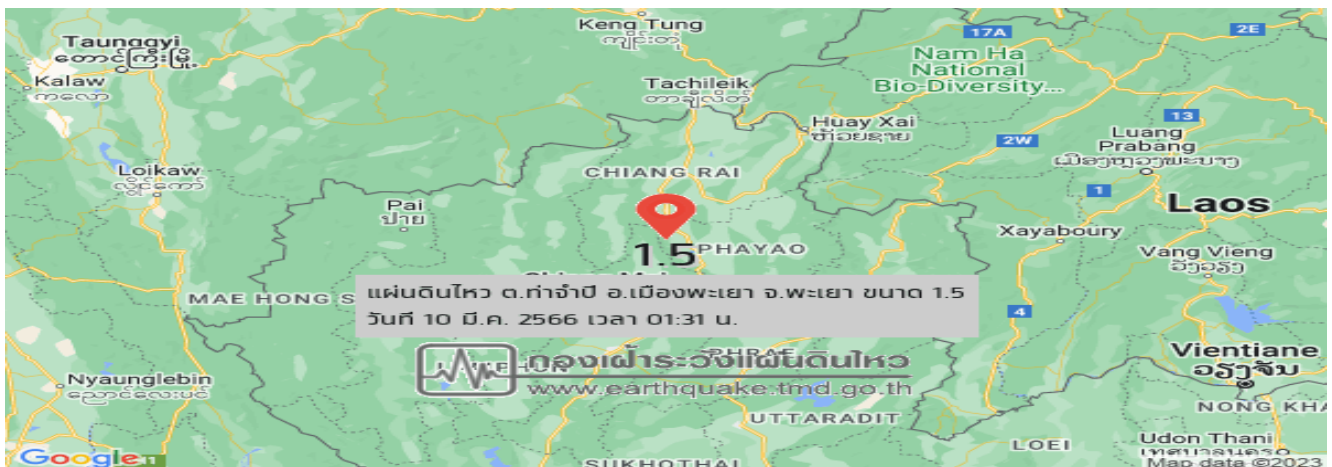 Keng Tung
ကျိုင်းတုံ
17A
2E
Taunggyi
တောင်ကြီးမြို့
Nam Ha
National
Bio-Diversity...
Kalaw
ကလော
Tachileik
တာချီလိတ်
Huay Xai
ຫ້ວຍຊາຍ
13
2W
Luang
Prabang
ເມືອງຫຼວງພະບາງ
Loikaw
လွိုင်ကော်
CHIANG RAI
1
Pai
ปาย
Laos
Xayaboury
1.5
PHAYAO
Vang Vieng
ວັງວຽງ
MAE HONG S
แผ่นดินไหว ต.ท่าจำปี อ.เมืองพะเยา จ.พะเยา ขนาด 1.5
วันที่ 10 มี.ค. 2566 เวลา 01:31 น.
4
กองเฝ้าระวังแผ่นดินไหว
PHRAE
www.earthquake.tmd.go.th
Vientiane
ວຽງຈັນ
Nyaunglebin
ညောင်လေးပင်
NONG KHA
UTTARADIT
LOEI
Udon Thani
Google
11
SUKHOTHAI
Map data ©2023